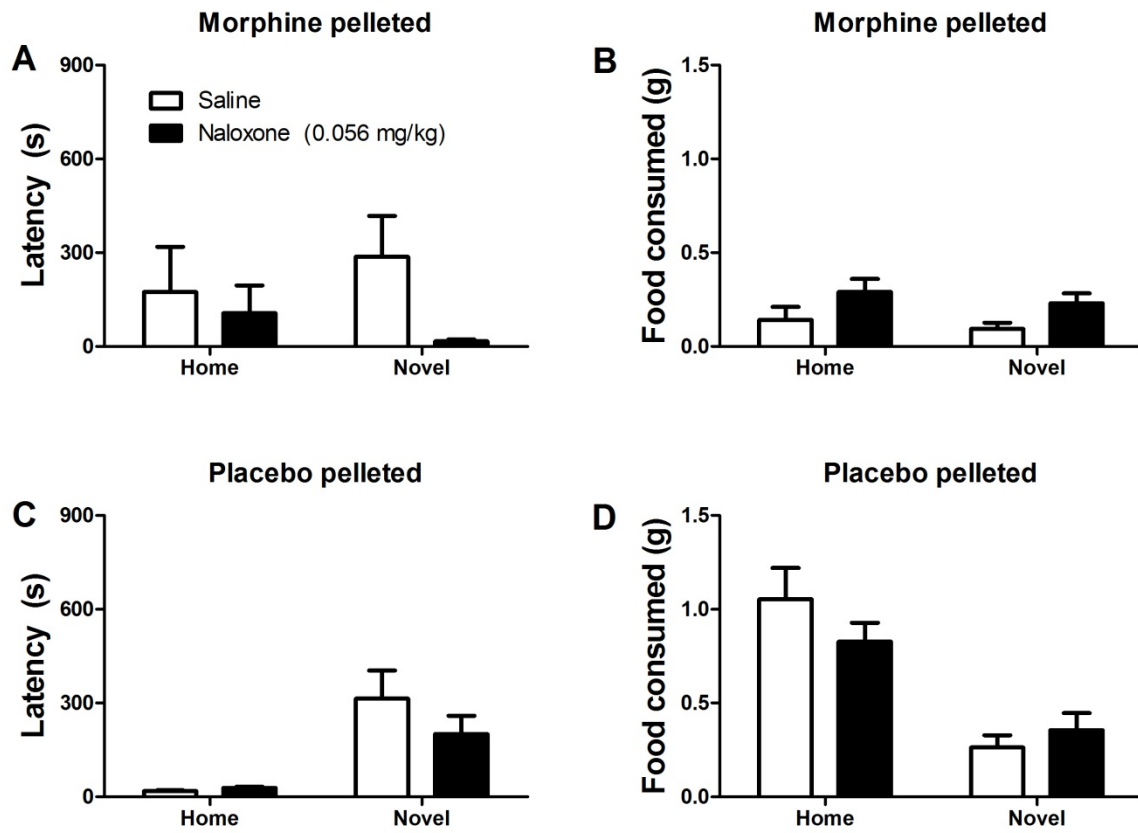 Morphine pelleted
A
900
600
300
0
Latency (s)
Saline
Naloxone (0.056 mg/kg)
Home
Novel
Morphine pelleted
B
1.5
1.0
0.5
0.0
Food consumed (g)
Home
Novel
Placebo pelleted
C
900
600
300
0
Latency (s)
Home
Novel
Placebo pelleted
D
1.5
1.0
0.5
0.0
Food consumed (g)
Home
Novel